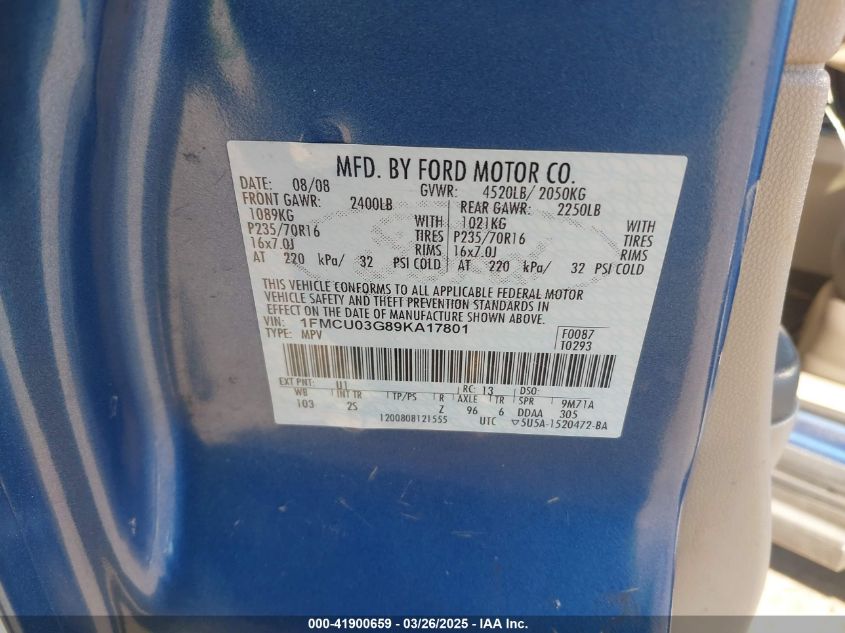 MFD. BY FORD MOTOR CO.
DATE: 08/08 GVWR: 4520LB/ 2050KG
FRONT GAWR: 2400LB REAR GAWR: 2250LB
1089KG WITH 1021KG WITH
P235/70R16 TIRES P235/70R16 TIRES
16x7.0J RIMS 16x7.0J RIMS
AT 220 kPa/ 32 PSI COLD AT 220 kPa/ 32 PSI COLD
THIS VEHICLE CONFORMS TO ALL APPLICABLE FEDERAL MOTOR
VEHICLE SAFETY AND THEFT PREVENTION STANDARDS IN
EFFECT ON THE DATE OF MANUFACTURE SHOWN ABOVE.
VIN: 1FMCU03G89KA17801 F0087
TYPE: MPV T0293
EXT PNT: U1 RC: 13 DSO:
WB INT TR TP/PS R AXLE TR SPR 9M71A
103 2S Z 96 6 DDAA 305
1200808121555 UTC ▽5U5A-1520472-BA
000-41900659 | 03/26/2025 - IAA Inc.